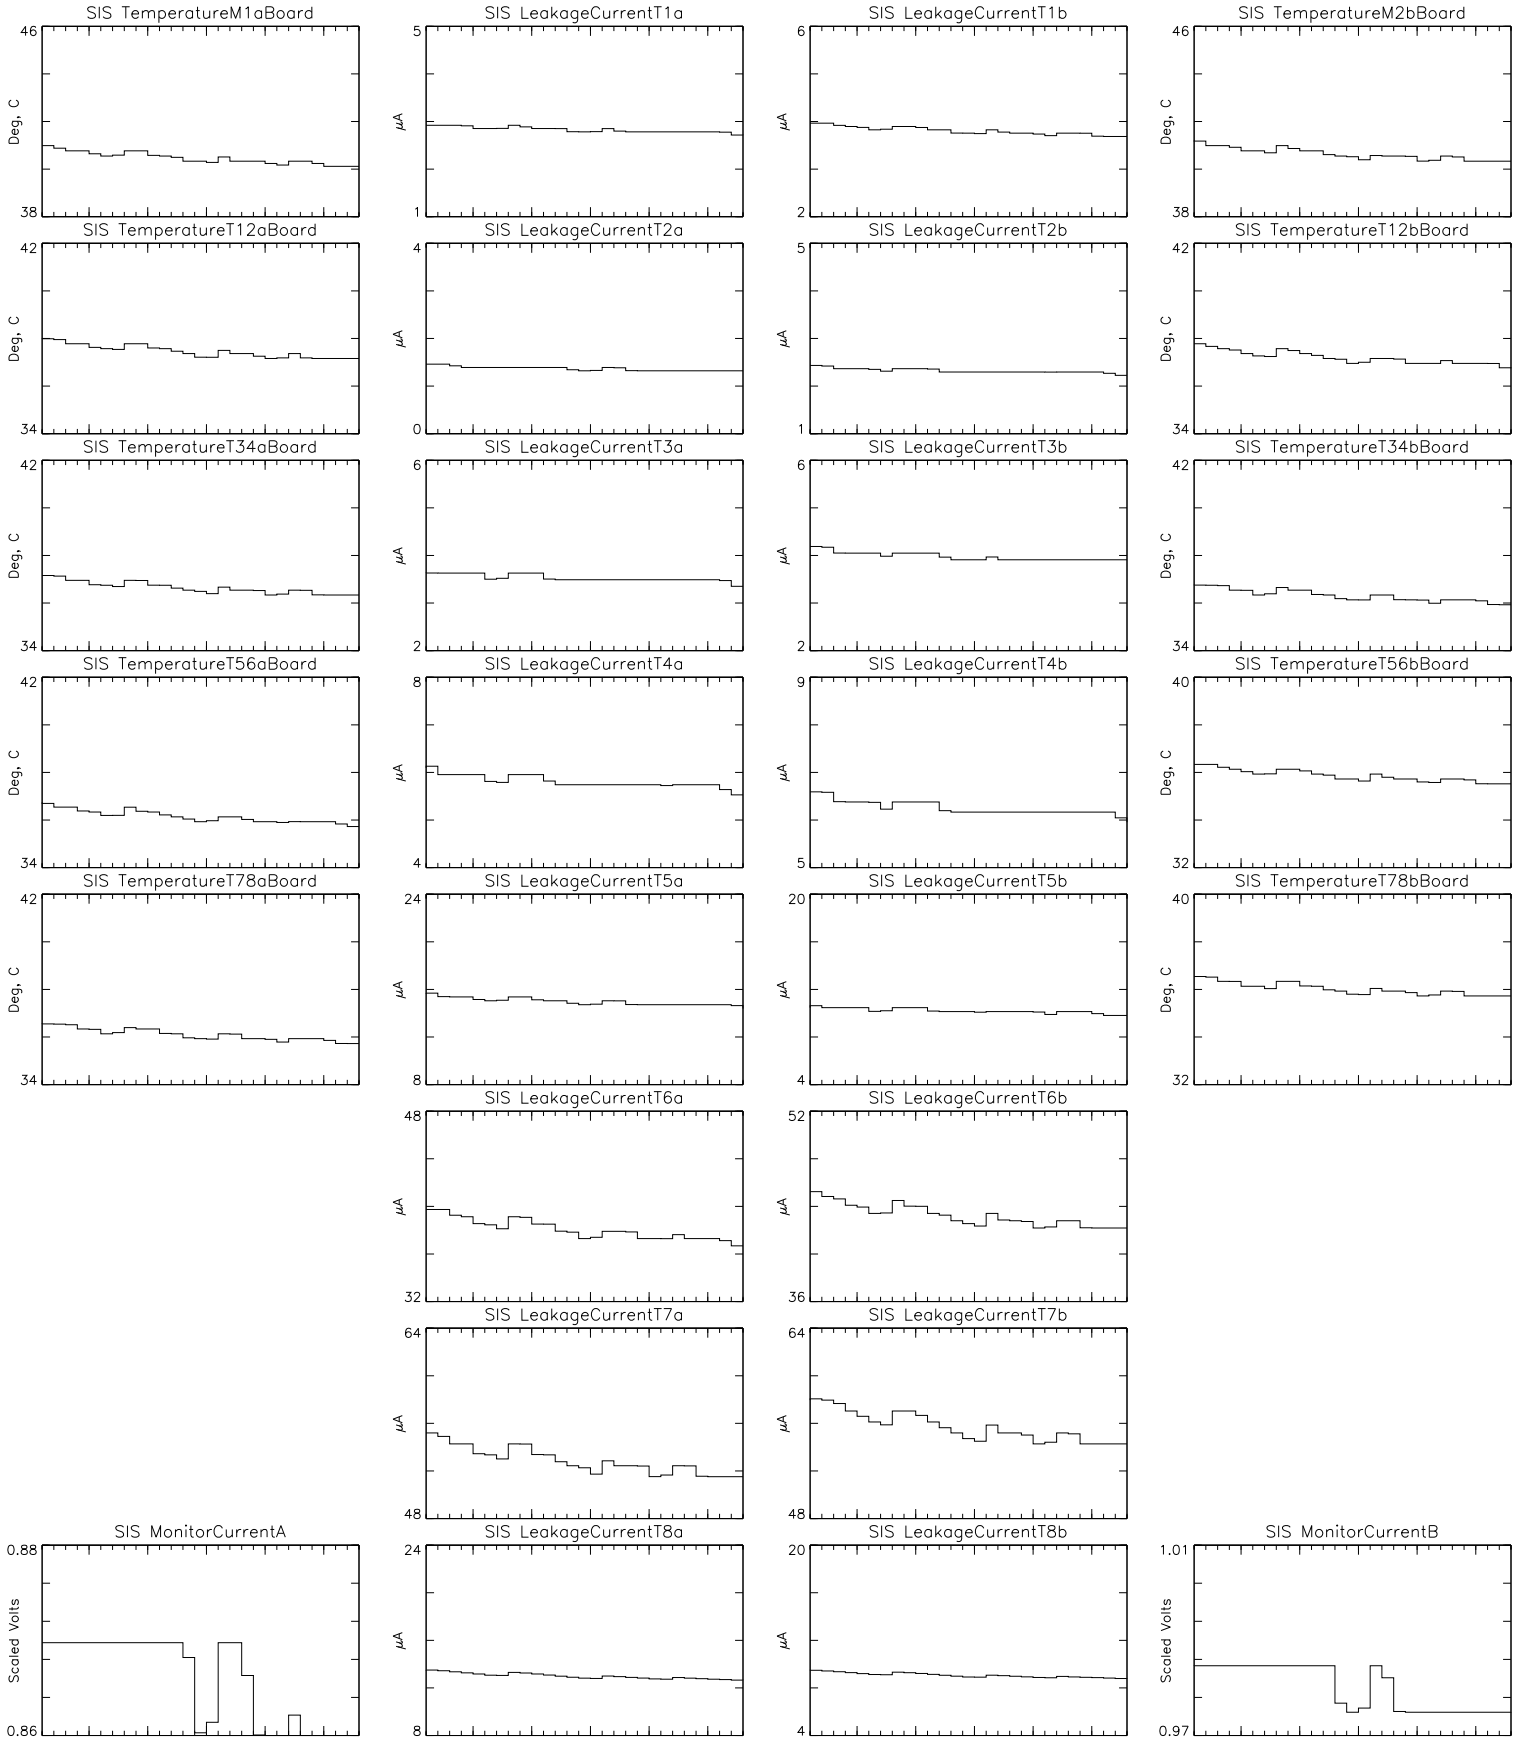 SIS TemperatureM1aBoard
46
Deg, C
38
SIS LeakageCurrentT1a
5
μA
1
SIS LeakageCurrentT1b
6
μA
2
SIS TemperatureM2bBoard
46
Deg, C
38
SIS TemperatureT12aBoard
42
Deg, C
34
SIS LeakageCurrentT2a
4
μA
0
SIS LeakageCurrentT2b
5
μA
1
SIS TemperatureT12bBoard
42
Deg, C
34
SIS TemperatureT34aBoard
42
Deg, C
34
SIS LeakageCurrentT3a
6
μA
2
SIS LeakageCurrentT3b
6
μA
2
SIS TemperatureT34bBoard
42
Deg, C
34
SIS TemperatureT56aBoard
42
Deg, C
34
SIS LeakageCurrentT4a
8
μA
4
SIS LeakageCurrentT4b
9
μA
5
SIS TemperatureT56bBoard
40
Deg, C
32
SIS TemperatureT78aBoard
42
Deg, C
34
SIS LeakageCurrentT5a
24
μA
8
SIS LeakageCurrentT5b
20
μA
4
SIS TemperatureT78bBoard
40
Deg, C
32
SIS LeakageCurrentT6a
48
μA
32
SIS LeakageCurrentT6b
52
μA
36
SIS LeakageCurrentT7a
64
μA
48
SIS LeakageCurrentT7b
64
μA
48
SIS MonitorCurrentA
0.88
Scaled Volts
0.86
SIS LeakageCurrentT8a
24
μA
8
SIS LeakageCurrentT8b
20
μA
4
SIS MonitorCurrentB
1.01
Scaled Volts
0.97